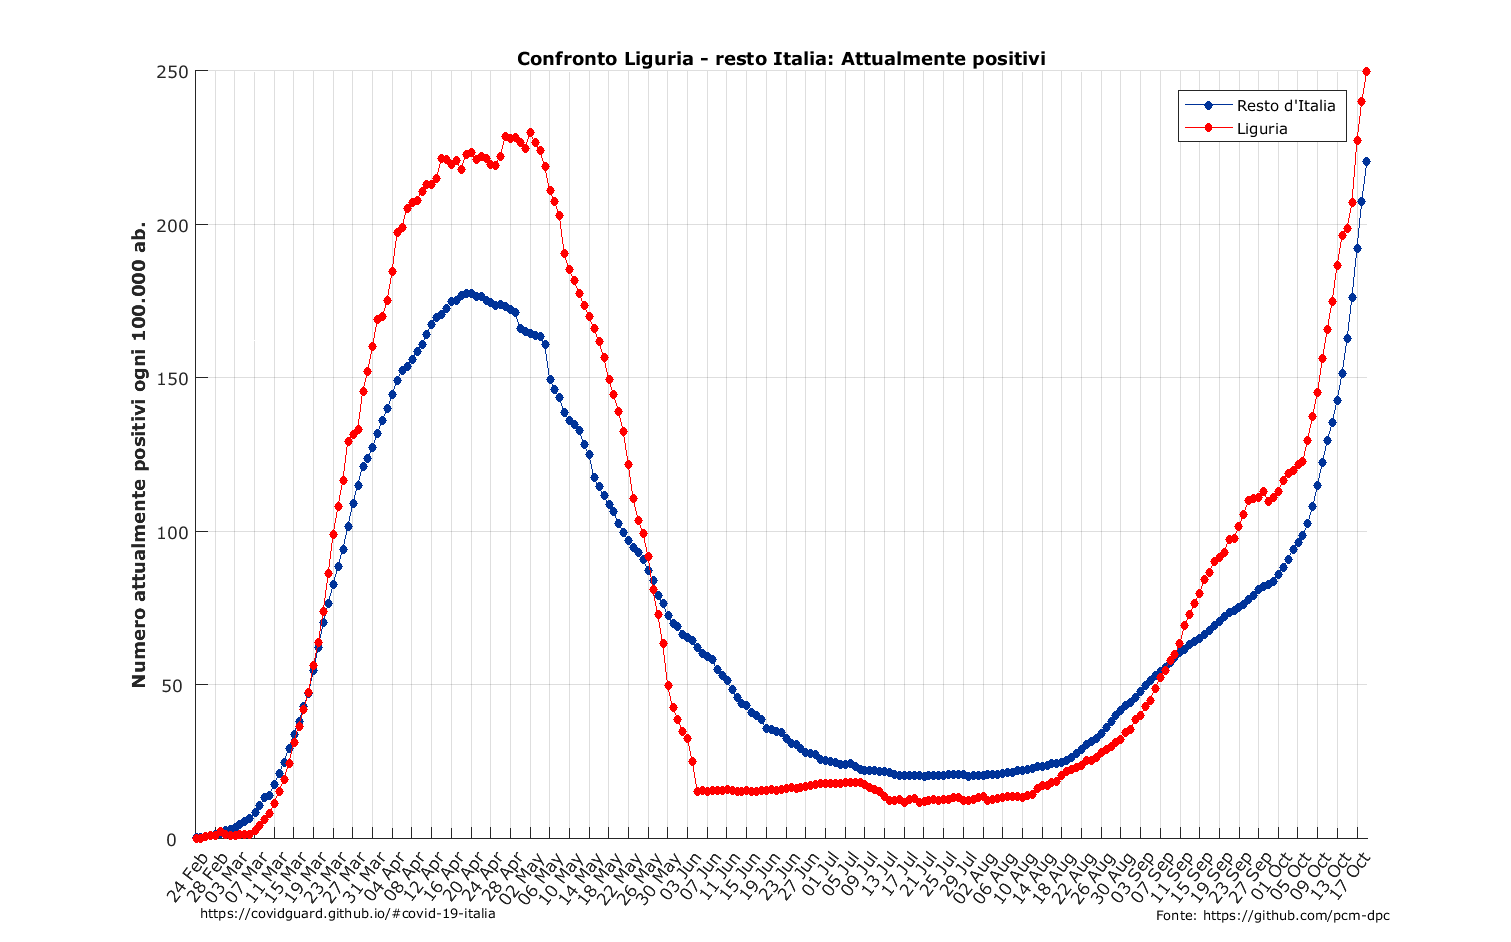 Confronto Liguria - resto Italia: Attualmente positivi
Numero attualmente positivi ogni 100.000 ab.
250
200
150
100
50
0
Resto d'Italia
Liguria
24 Feb
28 Feb
03 Mar
07 Mar
11 Mar
15 Mar
19 Mar
23 Mar
27 Mar
31 Mar
04 Apr
08 Apr
12 Apr
16 Apr
20 Apr
24 Apr
28 Apr
02 May
06 May
10 May
14 May
18 May
22 May
26 May
30 May
03 Jun
07 Jun
11 Jun
15 Jun
19 Jun
23 Jun
27 Jun
01 Jul
05 Jul
09 Jul
13 Jul
17 Jul
21 Jul
25 Jul
29 Jul
02 Aug
06 Aug
10 Aug
14 Aug
18 Aug
22 Aug
26 Aug
30 Aug
03 Sep
07 Sep
11 Sep
15 Sep
19 Sep
23 Sep
27 Sep
01 Oct
05 Oct
09 Oct
13 Oct
17 Oct
https://covidguard.github.io/#covid-19-italia
Fonte: https://github.com/pcm-dpc